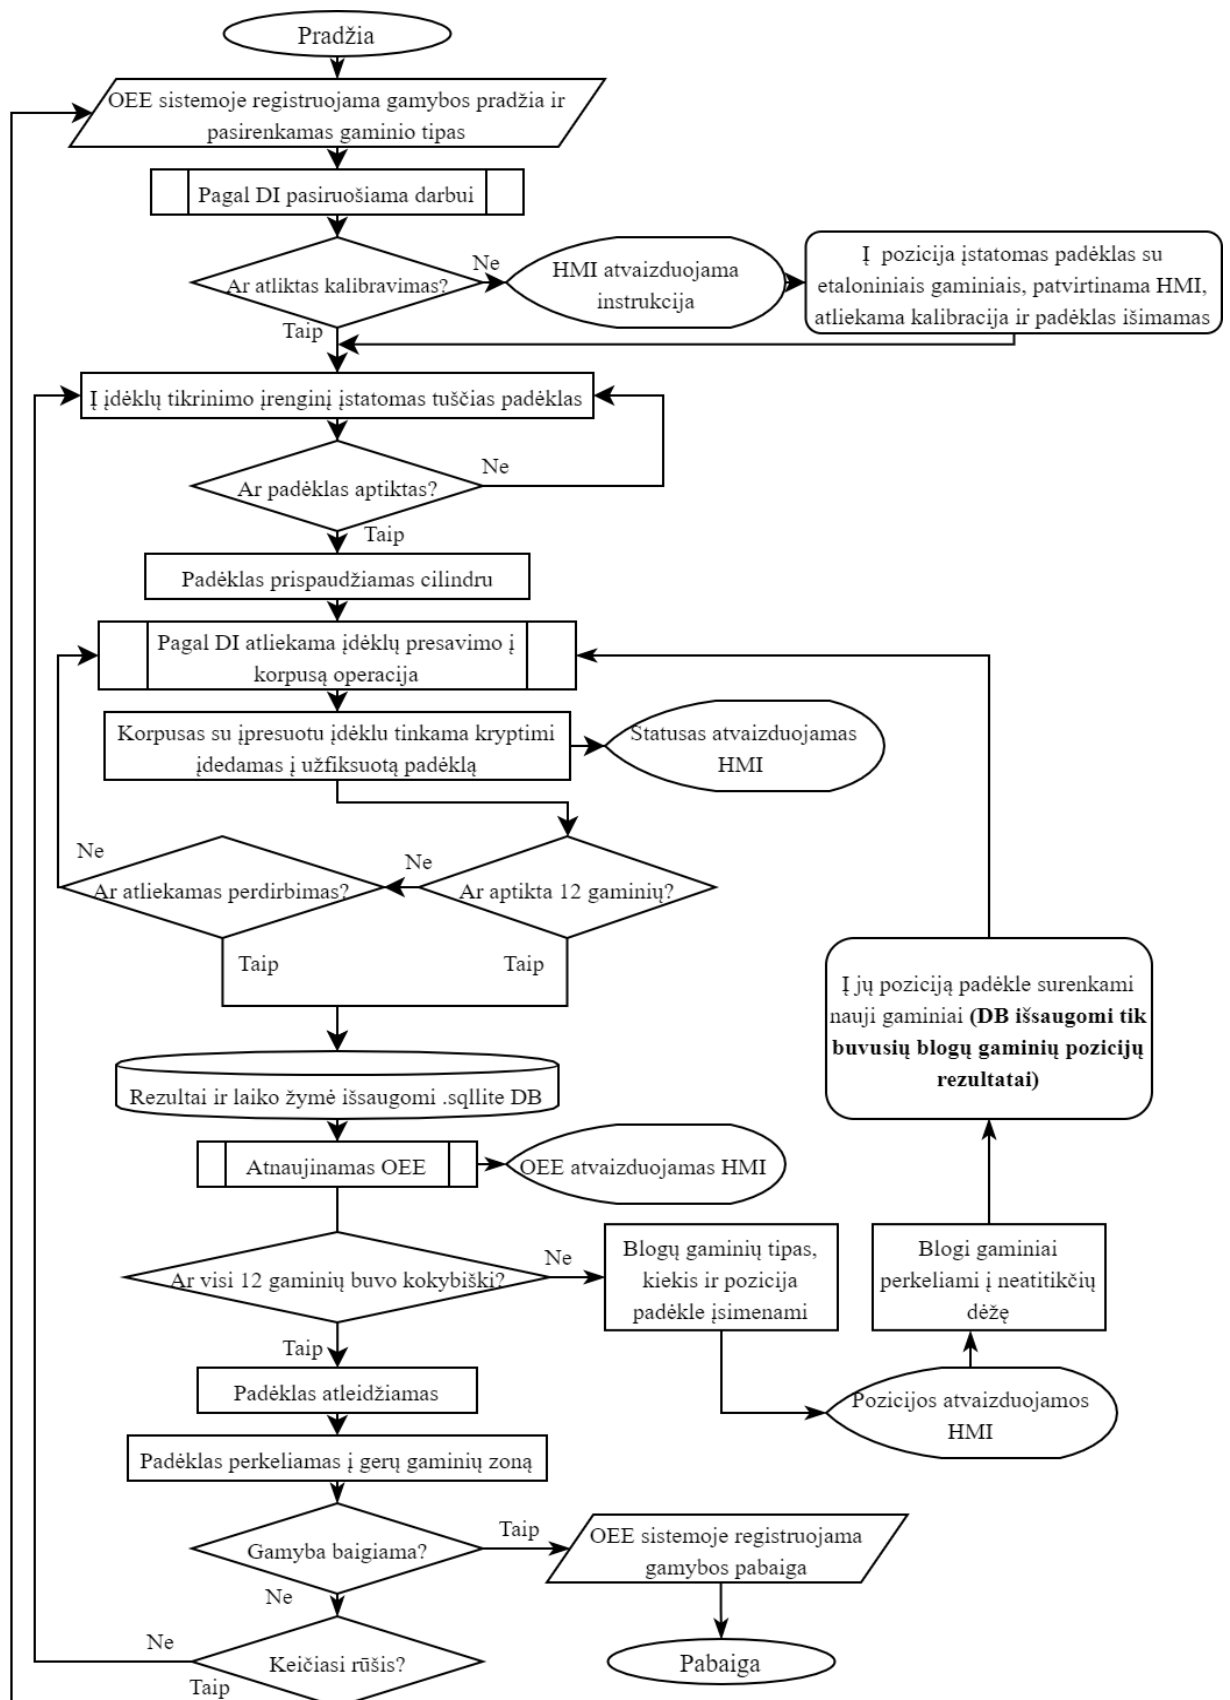 Pradžia
OEE sistemoje registruojama gamybos pradžia ir
pasirenkamas gaminio tipas
Pagal DI pasiruošiama darbui
Ar atliktas kalibravimas?
Ne
HMI atvaizduojama
instrukcija
Į pozicija įstatomas padėklas su
etaloniniais gaminiais, patvirtinama HMI,
atliekama kalibracija ir padėklas išimamas
Taip
Į įdėklų tikrinimo įrenginį įstatomas tuščias padėklas
Ar padėklas aptiktas?
Ne
Taip
Padėklas prispaudžiamas cilindru
Pagal DI atliekama įdėklų presavimo į
korpusą operacija
Korpusas su įpresuotu įdėklu tinkama kryptimi
įdedamas į užfiksuotą padėklą
Statusas atvaizduojamas
HMI
Ne
Ar atliekamas perdirbimas?
Ne
Ar aptikta 12 gaminių?
Taip
Taip
Į jų poziciją padėkle surenkami
nauji gaminiai (DB išsaugomi tik
buvusių blogų gaminių pozicijų
rezultatai)
Rezultai ir laiko žymė išsaugomi .sqllite DB
Atnaujinamas OEE
OEE atvaizduojamas HMI
Ar visi 12 gaminių buvo kokybiški?
Ne
Blogų gaminių tipas,
kiekis ir pozicija
padėkle įsimenami
Blogi gaminiai
perkeliami į neatitikčių
dėžę
Taip
Padėklas atleidžiamas
Pozicijos atvaizduojamos
HMI
Padėklas perkeliamas į gerų gaminių zoną
Gamyba baigiama?
Taip
OEE sistemoje registruojama
gamybos pabaiga
Ne
Ne
Keičiasi rūšis?
Taip
Pabaiga